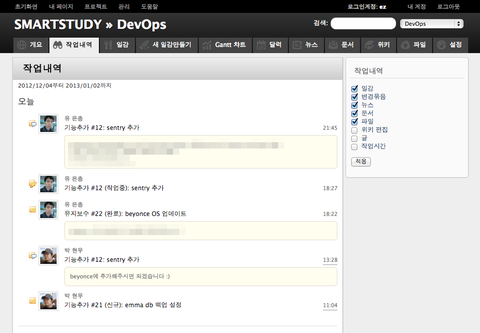 초기화면 내 페이지 프로젝트 관리 도움말 로그인계정: ez 내 계정 로그아웃
SMARTSTUDY » DevOps 검색: DevOps
개요 작업내역 일감 새 일감만들기 Gantt 차트 달력 뉴스 문서 위키 파일 설정
작업내역
2012/12/04부터 2013/01/02까지
오늘
유 은총
기능추가 #12: sentry 추가 21:45
유 은총
기능추가 #12 (작업중): sentry 추가 18:27
유 은총
유지보수 #22 (완료): beyonce OS 업데이트 18:22
박 현우
기능추가 #12: sentry 추가 13:28
beyonce에 추가해주시면 되겠습니다 :)
박 현우
기능추가 #21 (신규): emma db 백업 설정 11:04
작업내역
일감
변경묶음
뉴스
문서
파일
위키 편집
글
작업시간
적용